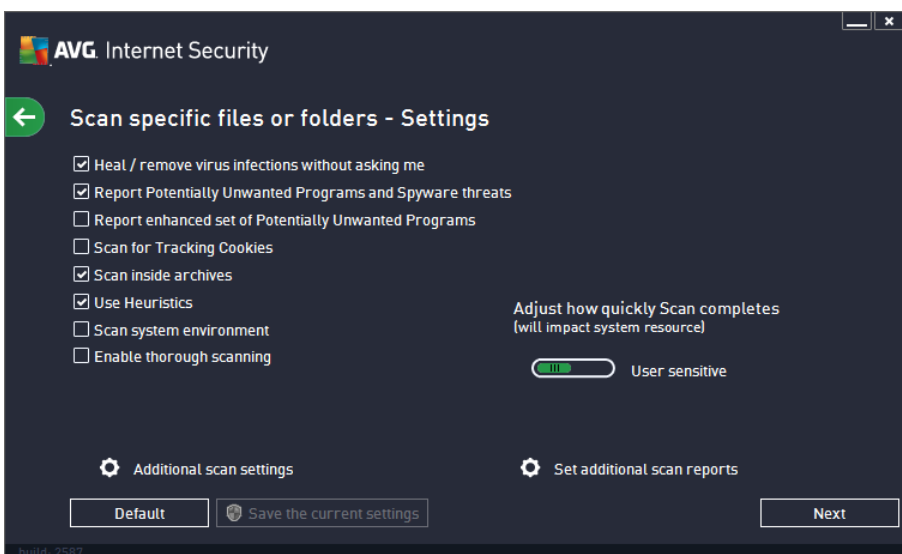 AVG. Internet Security
Scan specific files or folders - Settings
Heal / remove virus infections without asking me
Report Potentially Unwanted Programs and Spyware threats
Report enhanced set of Potentially Unwanted Programs
Scan for Tracking Cookies
Scan inside archives
Use Heuristics
Scan system environment
Enable thorough scanning
Adjust how quickly Scan completes
(will impact system resource)
User sensitive
Additional scan settings
Set additional scan reports
Default
Save the current settings
Next
build. 2587